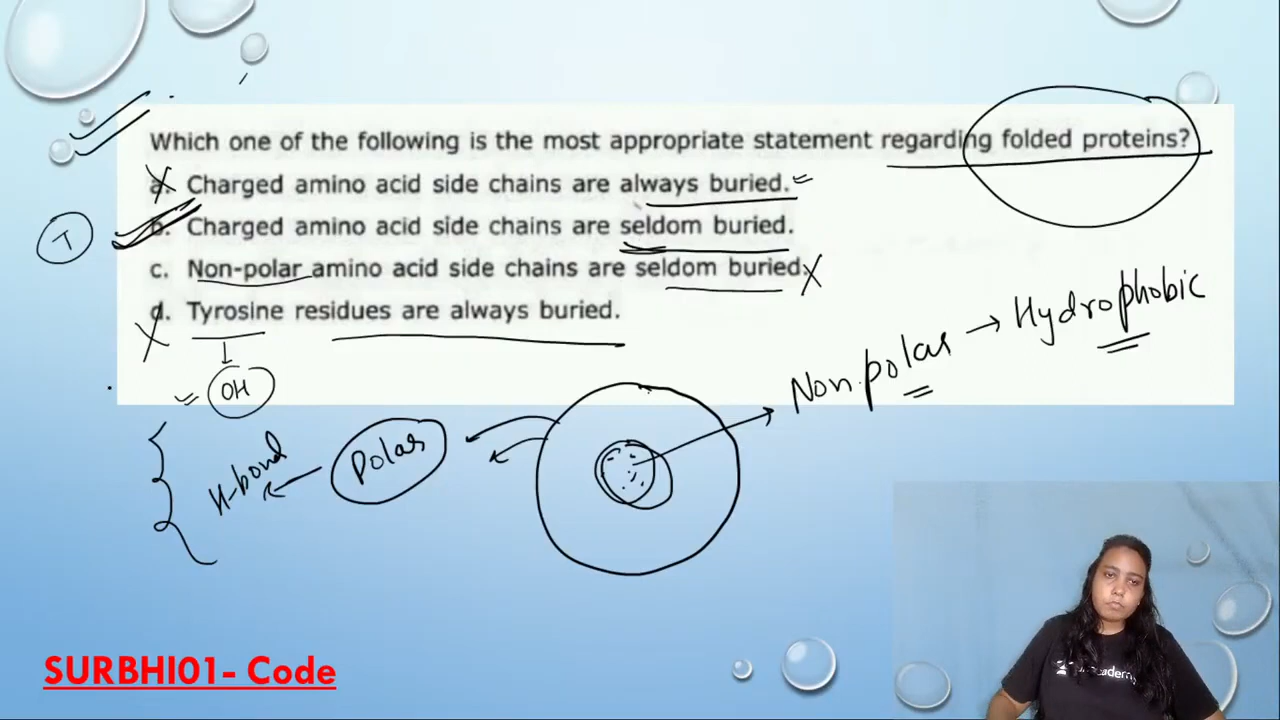 Which one of the following is the most appropriate statement regarding folded proteins?
a. Charged amino acid side chains are always buried.
b. Charged amino acid side chains are seldom buried.
c. Non-polar amino acid side chains are seldom buried.
d. Tyrosine residues are always buried.
T
OH
H-bond
Polar
Non-polar → Hydrophobic
SURBHI01- Code